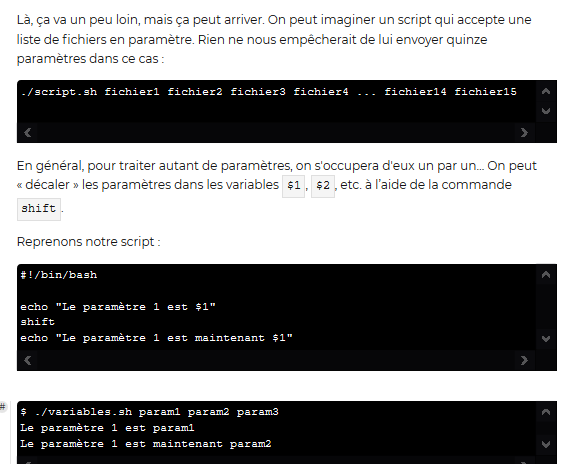 Là, ça va un peu loin, mais ça peut arriver. On peut imaginer un script qui accepte une
liste de fichiers en paramètre. Rien ne nous empêcherait de lui envoyer quinze
paramètres dans ce cas :
./script.sh fichier1 fichier2 fichier3 fichier4 ... fichier14 fichier15
En général, pour traiter autant de paramètres, on s'occupera d'eux un par un... On peut
« décaler » les paramètres dans les variables $1 , $2 , etc. à l'aide de la commande
shift .
Reprenons notre script :
#!/bin/bash
echo "Le paramètre 1 est $1"
shift
echo "Le paramètre 1 est maintenant $1"
#
$ ./variables.sh param1 param2 param3
Le paramètre 1 est param1
Le paramètre 1 est maintenant param2